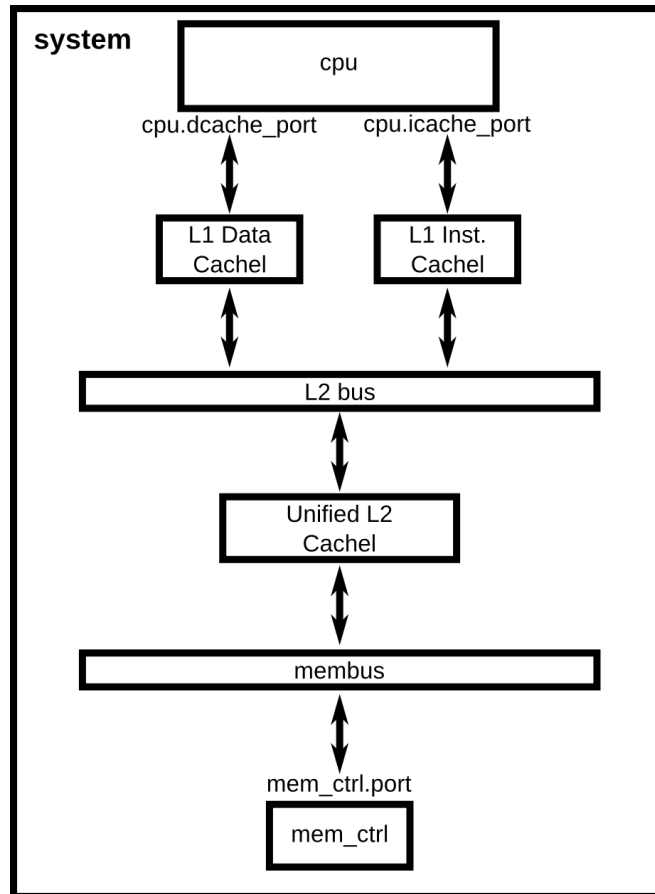 system
cpu
cpu.dcache_port
cpu.icache_port
L1 Data
Cachel
L1 Inst.
Cachel
L2 bus
Unified L2
Cachel
membus
mem_ctrl.port
mem_ctrl